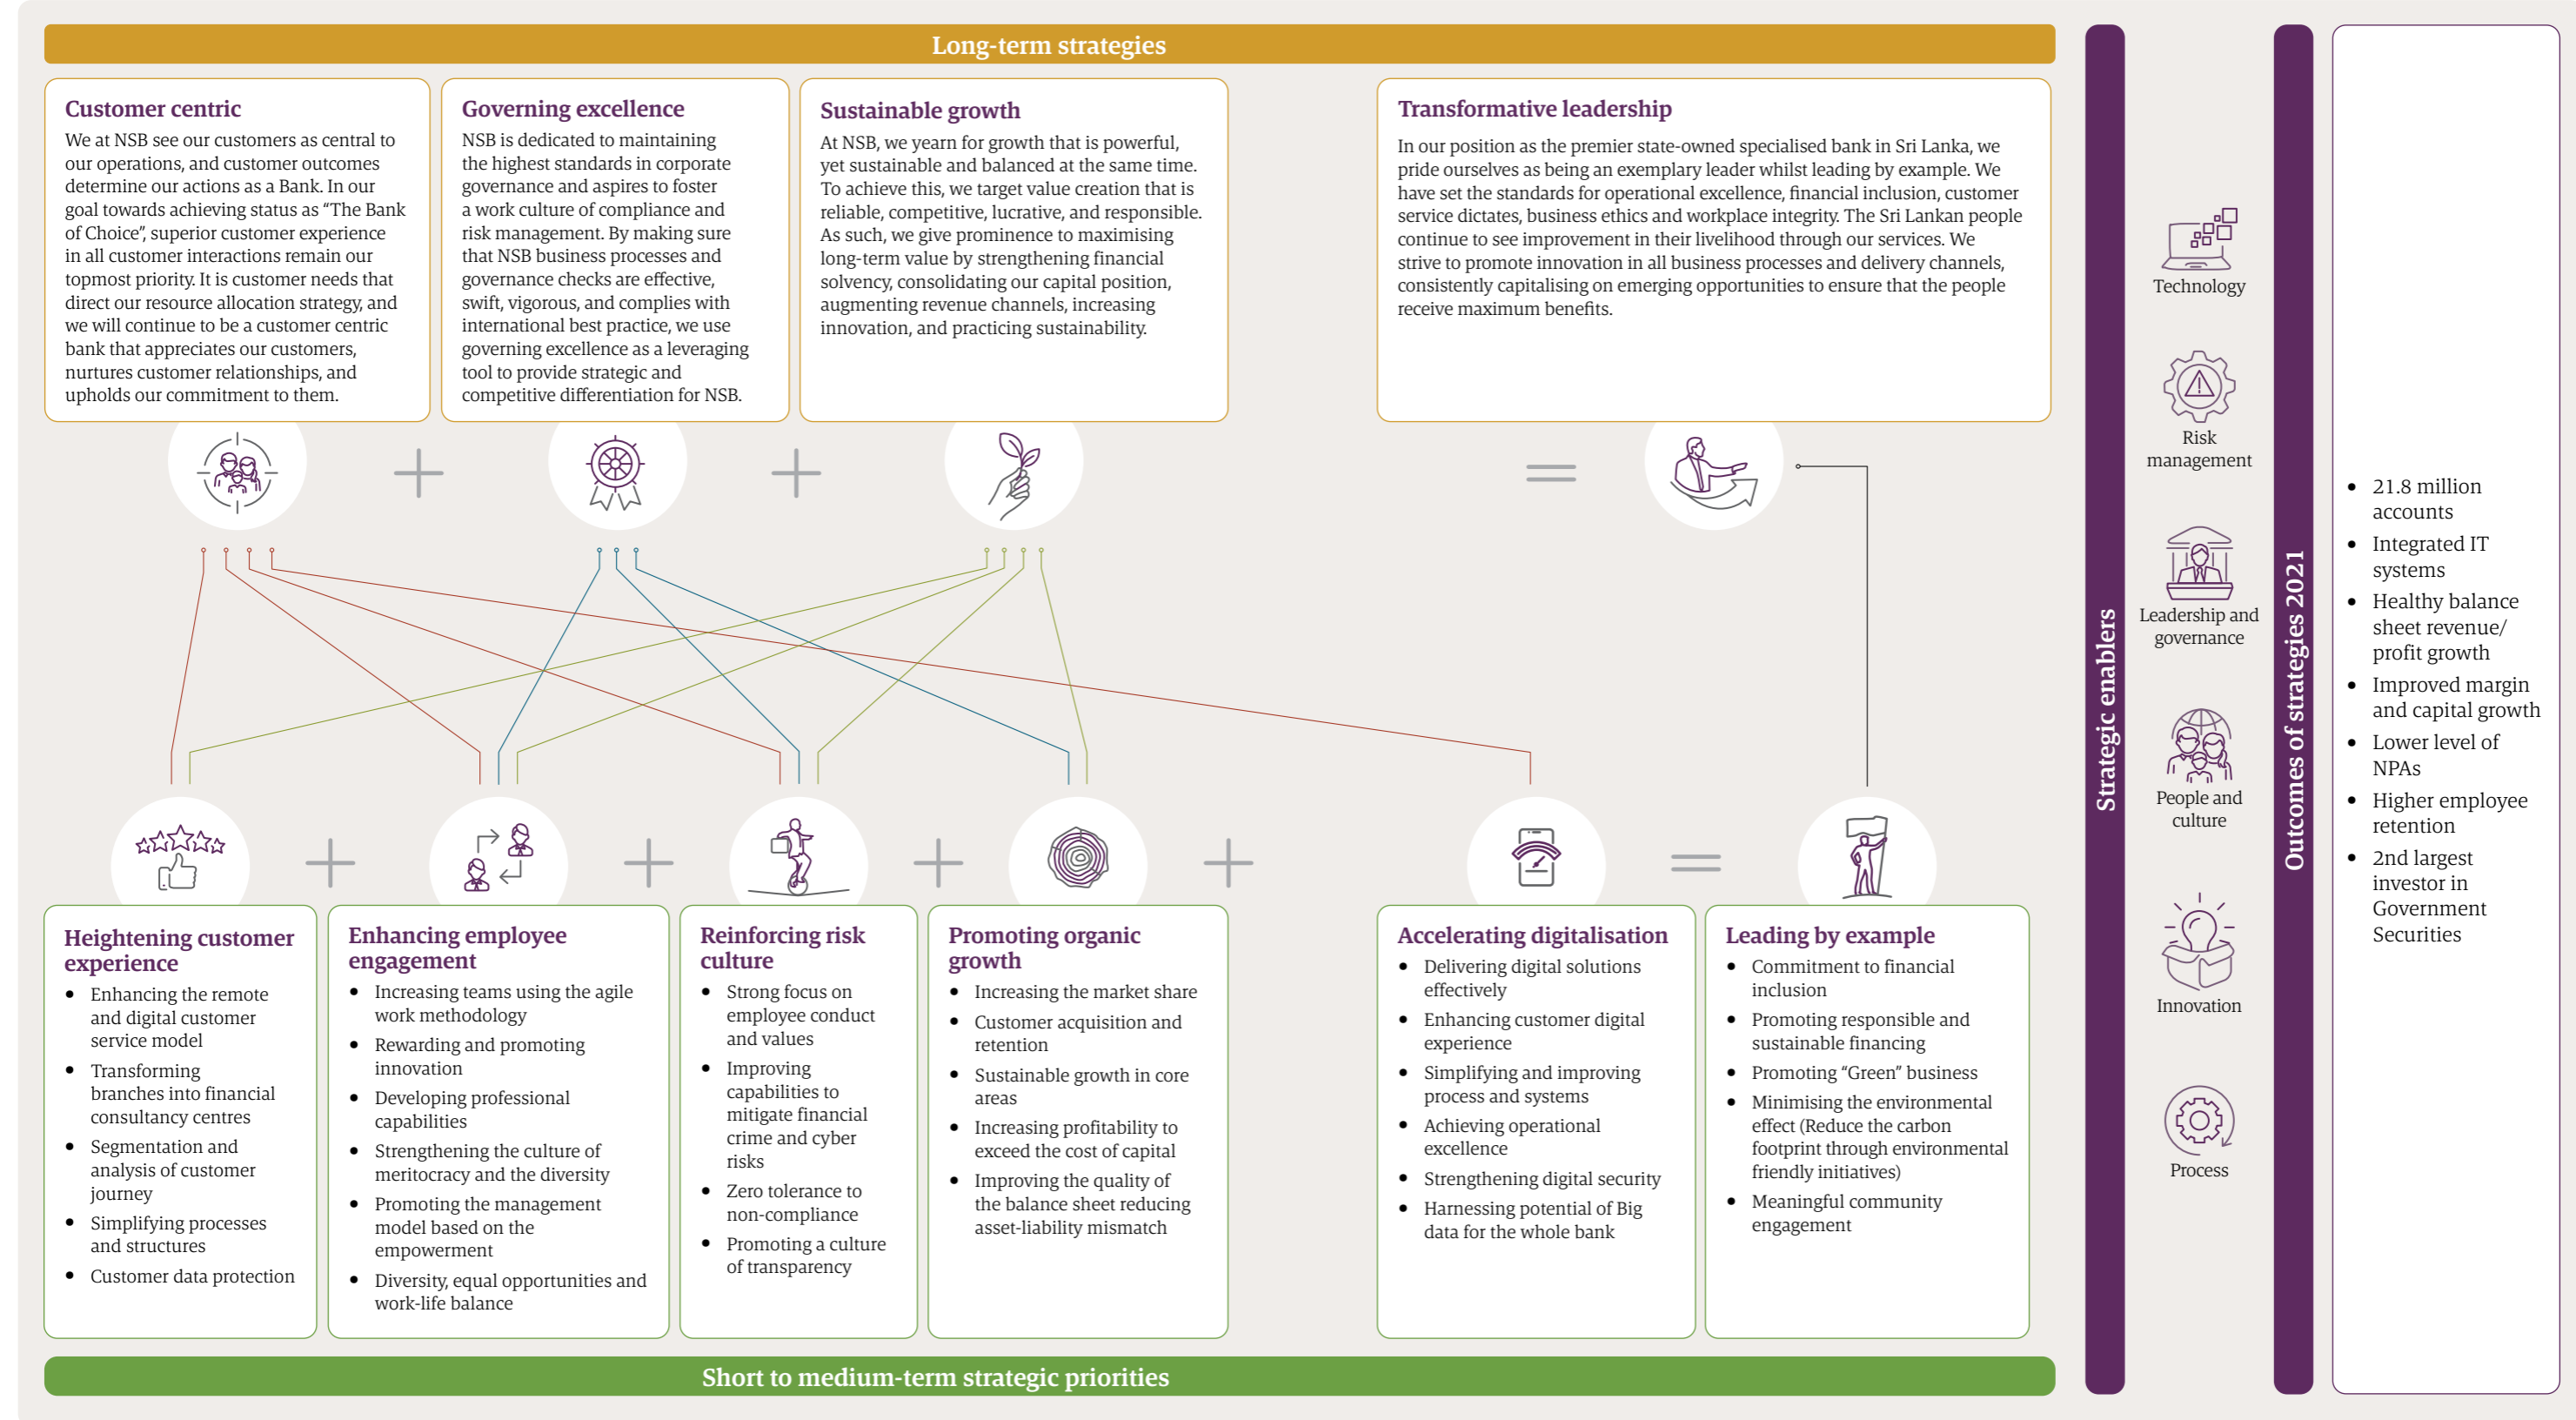 Long-term strategies
Customer centric
We at NSB see our customers as central to
our operations, and customer outcomes
determine our actions as a Bank. In our
goal towards achieving status as “The Bank
of Choice”, superior customer experience
in all customer interactions remain our
topmost priority. It is customer needs that
direct our resource allocation strategy, and
we will continue to be a customer centric
bank that appreciates our customers,
nurtures customer relationships, and
upholds our commitment to them.
Governing excellence
NSB is dedicated to maintaining
the highest standards in corporate
governance and aspires to foster
a work culture of compliance and
risk management. By making sure
that NSB business processes and
governance checks are effective,
swift, vigorous, and complies with
international best practice, we use
governing excellence as a leveraging
tool to provide strategic and
competitive differentiation for NSB.
Sustainable growth
At NSB, we yearn for growth that is powerful,
yet sustainable and balanced at the same time.
To achieve this, we target value creation that is
reliable, competitive, lucrative, and responsible.
As such, we give prominence to maximising
long-term value by strengthening financial
solvency, consolidating our capital position,
augmenting revenue channels, increasing
innovation, and practicing sustainability.
Transformative leadership
In our position as the premier state-owned specialised bank in Sri Lanka, we
pride ourselves as being an exemplary leader whilst leading by example. We
have set the standards for operational excellence, financial inclusion, customer
service dictates, business ethics and workplace integrity. The Sri Lankan people
continue to see improvement in their livelihood through our services. We
strive to promote innovation in all business processes and delivery channels,
consistently capitalising on emerging opportunities to ensure that the people
receive maximum benefits.
Heightening customer
experience
• Enhancing the remote
and digital customer
service model
• Transforming
branches into financial
consultancy centres
• Segmentation and
analysis of customer
journey
• Simplifying processes
and structures
• Customer data protection
Enhancing employee
engagement
• Increasing teams using the agile
work methodology
• Rewarding and promoting
innovation
• Developing professional
capabilities
• Strengthening the culture of
meritocracy and the diversity
• Promoting the management
model based on the
empowerment
• Diversity, equal opportunities and
work-life balance
Reinforcing risk
culture
• Strong focus on
employee conduct
and values
• Improving
capabilities to
mitigate financial
crime and cyber
risks
• Zero tolerance to
non-compliance
• Promoting a culture
of transparency
Promoting organic
growth
• Increasing the market share
• Customer acquisition and
retention
• Sustainable growth in core
areas
• Increasing profitability to
exceed the cost of capital
• Improving the quality of
the balance sheet reducing
asset-liability mismatch
Accelerating digitalisation
• Delivering digital solutions
effectively
• Enhancing customer digital
experience
• Simplifying and improving
process and systems
• Achieving operational
excellence
• Strengthening digital security
• Harnessing potential of Big
data for the whole bank
Leading by example
• Commitment to financial
inclusion
• Promoting responsible and
sustainable financing
• Promoting “Green” business
• Minimising the environmental
effect (Reduce the carbon
footprint through environmental
friendly initiatives)
• Meaningful community
engagement
Short to medium-term strategic priorities
Strategic enablers
Technology
Risk
management
Leadership and
governance
People and
culture
Innovation
Process
Outcomes of strategies 2021
• 21.8 million
accounts
• Integrated IT
systems
• Healthy balance
sheet revenue/
profit growth
• Improved margin
and capital growth
• Lower level of
NPAs
• Higher employee
retention
• 2nd largest
investor in
Government
Securities